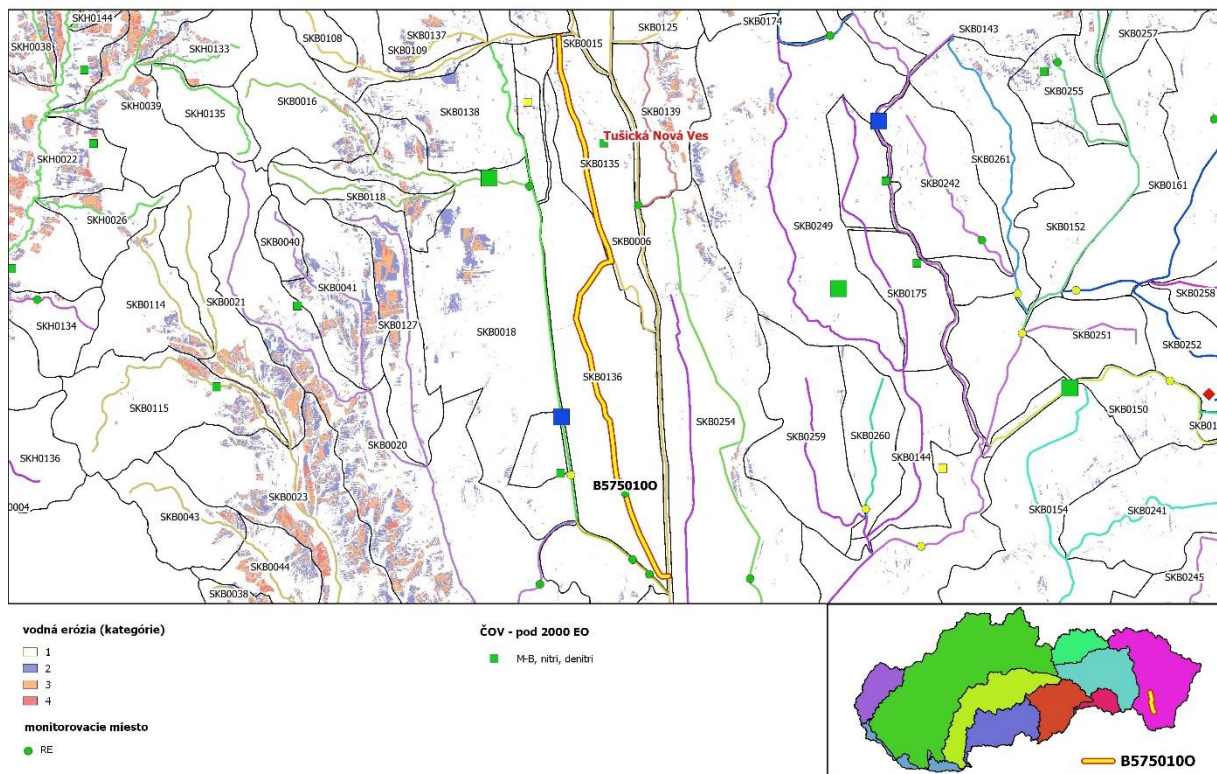 SKH0144
SKB0108
SKB0137
SKB0015
SKB0125
SKB0174
SKB0143
SKB0257
SKH0038
SKH0133
SKB0109
SKH0039
SKB0016
SKB0138
SKB0139
SKB0255
SKH0135
Tušická Nová Ves
SKH0022
SKB0135
SKB0261
SKB0242
SKB0161
SKB0118
SKH0026
SKB0040
SKB0006
SKB0249
SKB0152
SKB0041
SKB0114
SKB0021
SKB0175
SKB0258
SKH0134
SKB0127
SKB0018
SKB0251
SKB0252
SKB0136
SKB0115
SKB0150
SKB0254
SKB01
SKB0020
SKB0259
SKB0260
SKB0144
SKH0136
B575010O
SKB0023
0004
SKB0043
SKB0154
SKB0241
SKB0044
SKB0245
SKB0038
vodná erózia (kategórie)
1
2
3
4
monitorovacie miesto
RE
ČOV - pod 2000 EO
M-B, nitri, denitri
B575010O